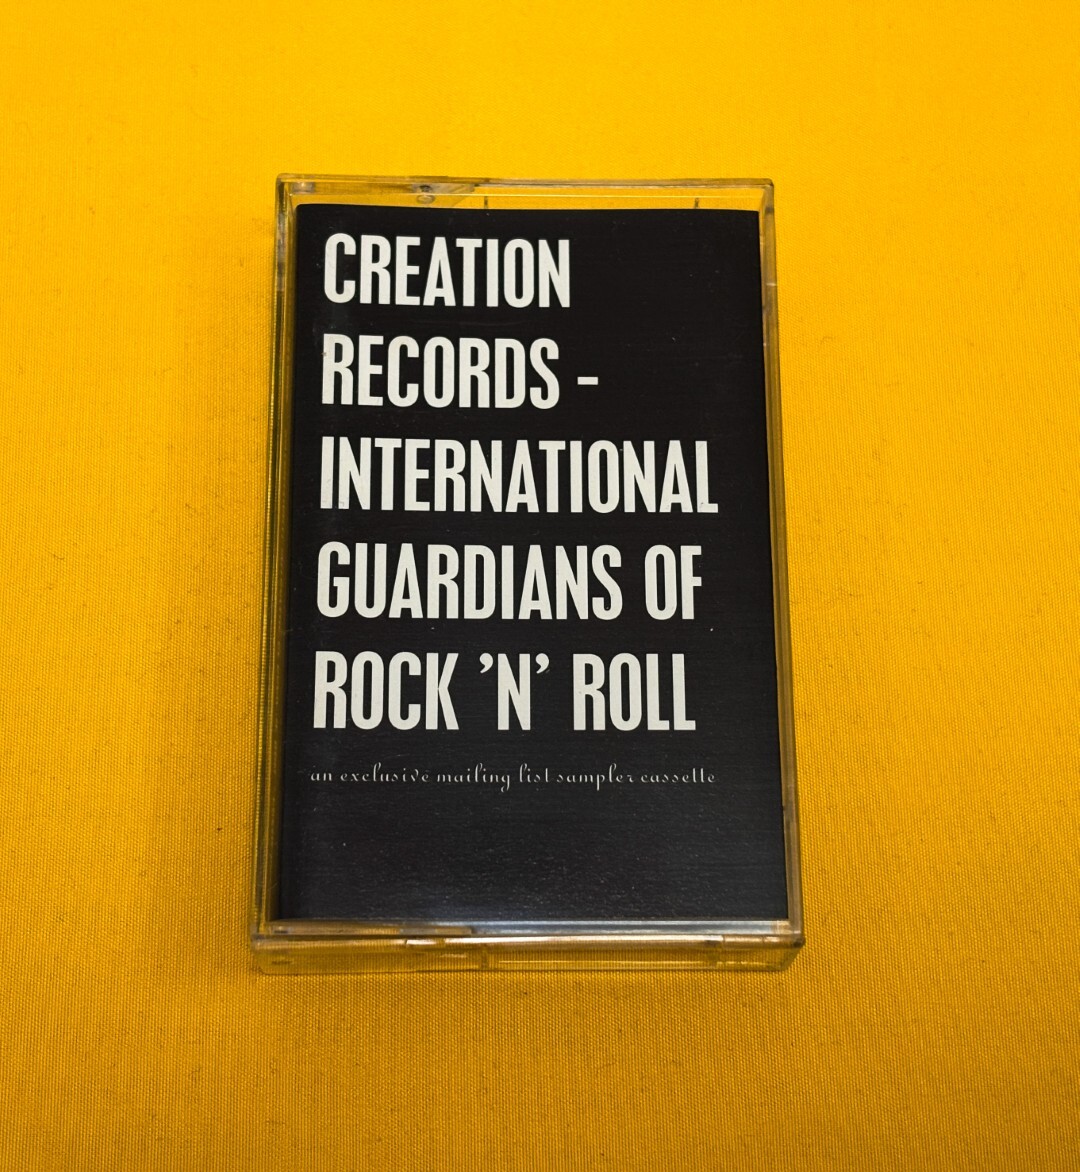 CREATION
RECORDS -
INTERNATIONAL
GUARDIANS OF
ROCK ’N’ ROLL
an exclusive mailing list sampler cassette